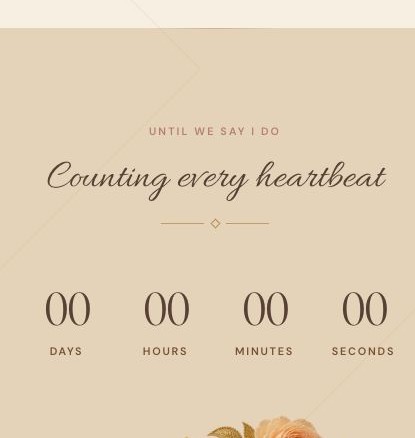 UNTIL WE SAY I DO
Counting every heartbeat
00 00 00 00
DAYS HOURS MINUTES SECONDS